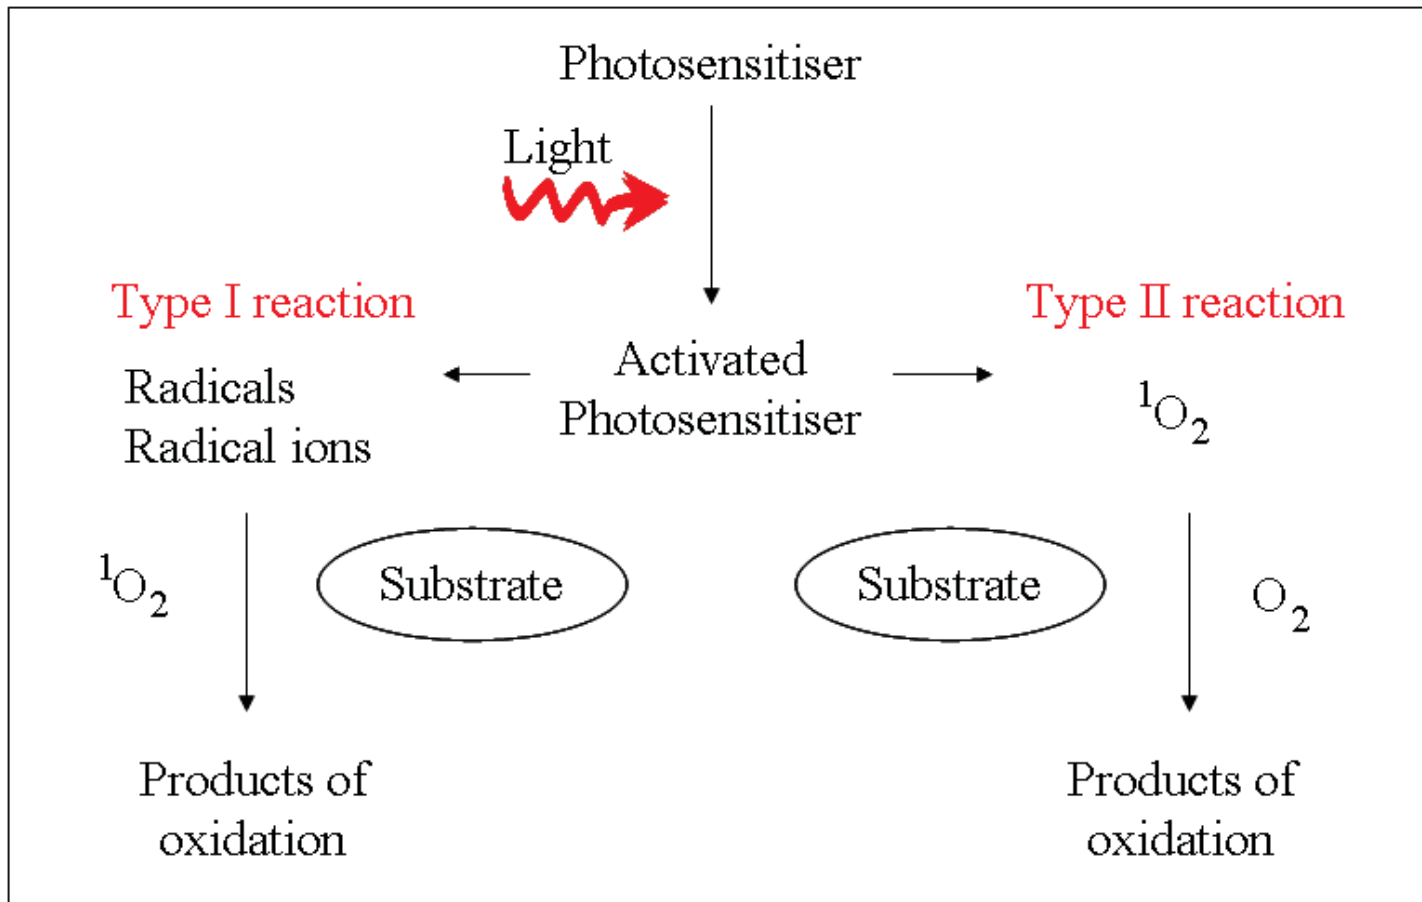 Photosensitiser
Light
Type I reaction
Type II reaction
Radicals
Radical ions
Activated
Photosensitiser
¹O₂
¹O₂
Substrate
Substrate
O₂
Products of
oxidation
Products of
oxidation